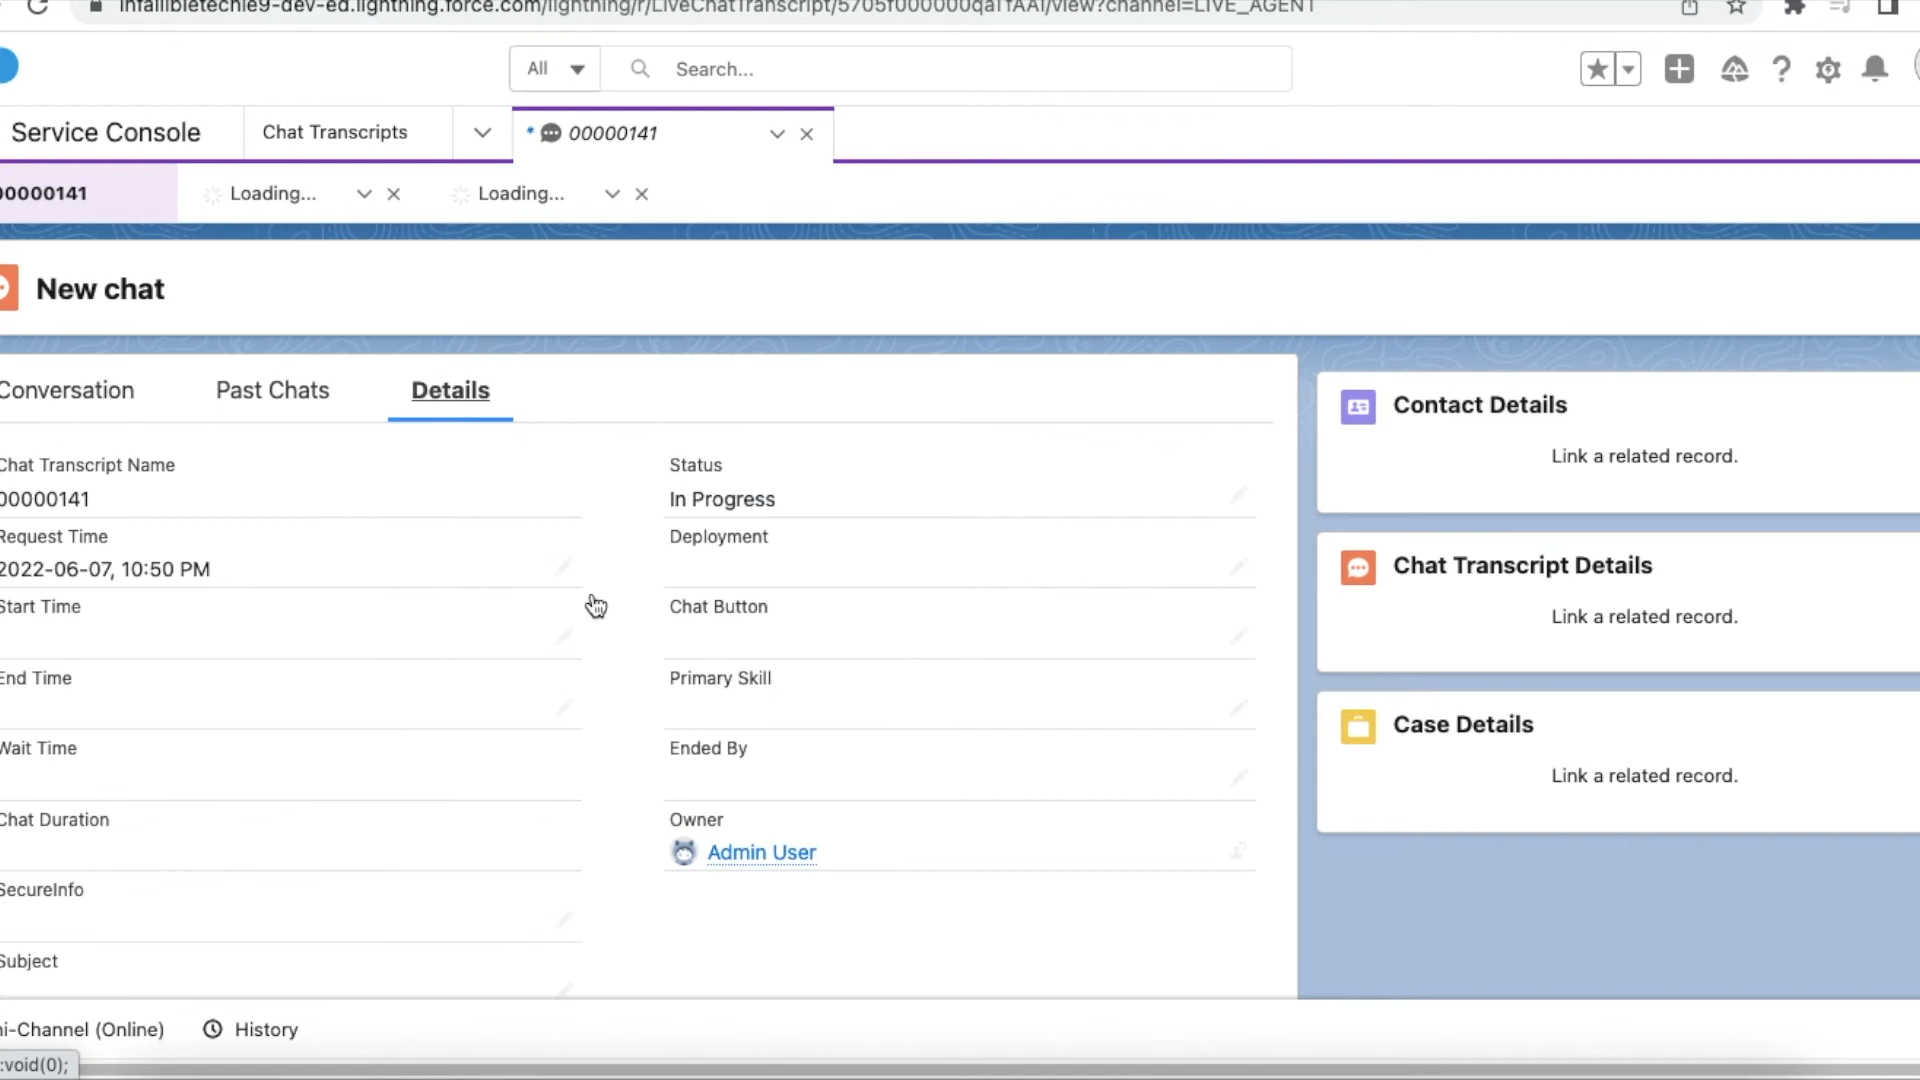 infallibletechie9-dev-ed.lightning.force.com/lightning/r/LiveChatTranscript/
All
Search...
Service Console
Chat Transcripts
* 00000141
00000141
Loading...
Loading...
New chat
Conversation
Past Chats
Details
Chat Transcript Name
00000141
Status
In Progress
Request Time
2022-06-07, 10:50 PM
Deployment
Start Time
Chat Button
End Time
Primary Skill
Wait Time
Ended By
Chat Duration
Owner
Admin User
SecureInfo
Subject
Contact Details
Link a related record.
Chat Transcript Details
Link a related record.
Case Details
Link a related record.
ni-Channel (Online)
History
:void(0);